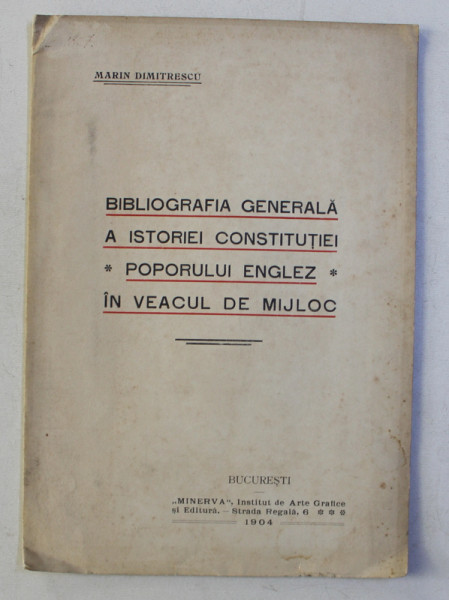 MARIN DIMITRESCU
BIBLIOGRAFIA GENERALĂ
A ISTORIEI CONSTITUȚIEI
* POPORULUI ENGLEZ *
ÎN VEACUL DE MIJLOC
BUCUREȘTI
„MINERVA”, Institut de Arte Grafice
și Editură. – Strada Regală, 6 * * *
1904